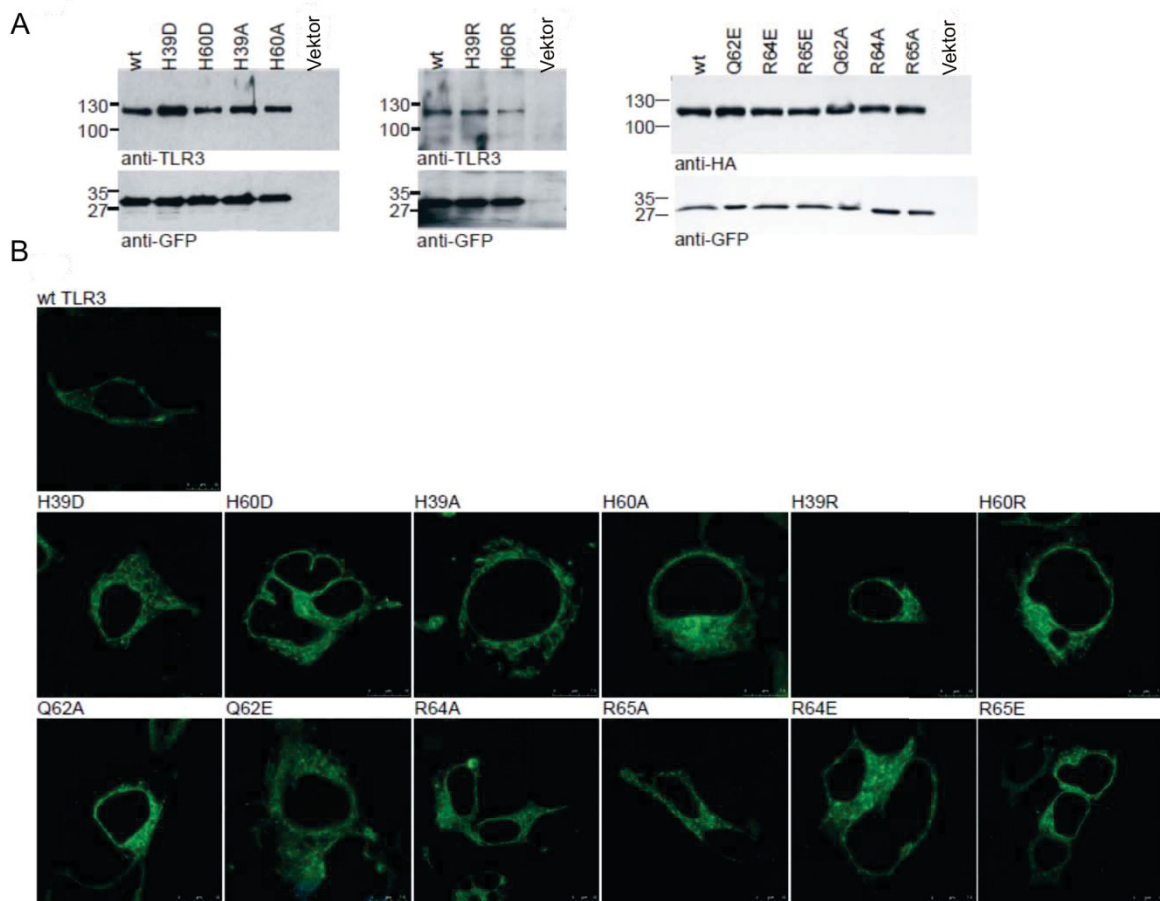 A
wt H39D H60D H39A H60A Vektor
130
100
anti-TLR3
35
27
anti-GFP
wt H39R H60R Vektor
130
100
anti-TLR3
35
27
anti-GFP
wt Q62E R64E R65E Q62A R64A R65A Vektor
130
100
anti-HA
35
27
anti-GFP
B
wt TLR3
H39D H60D H39A H60A H39R H60R
Q62A Q62E R64A R65A R64E R65E